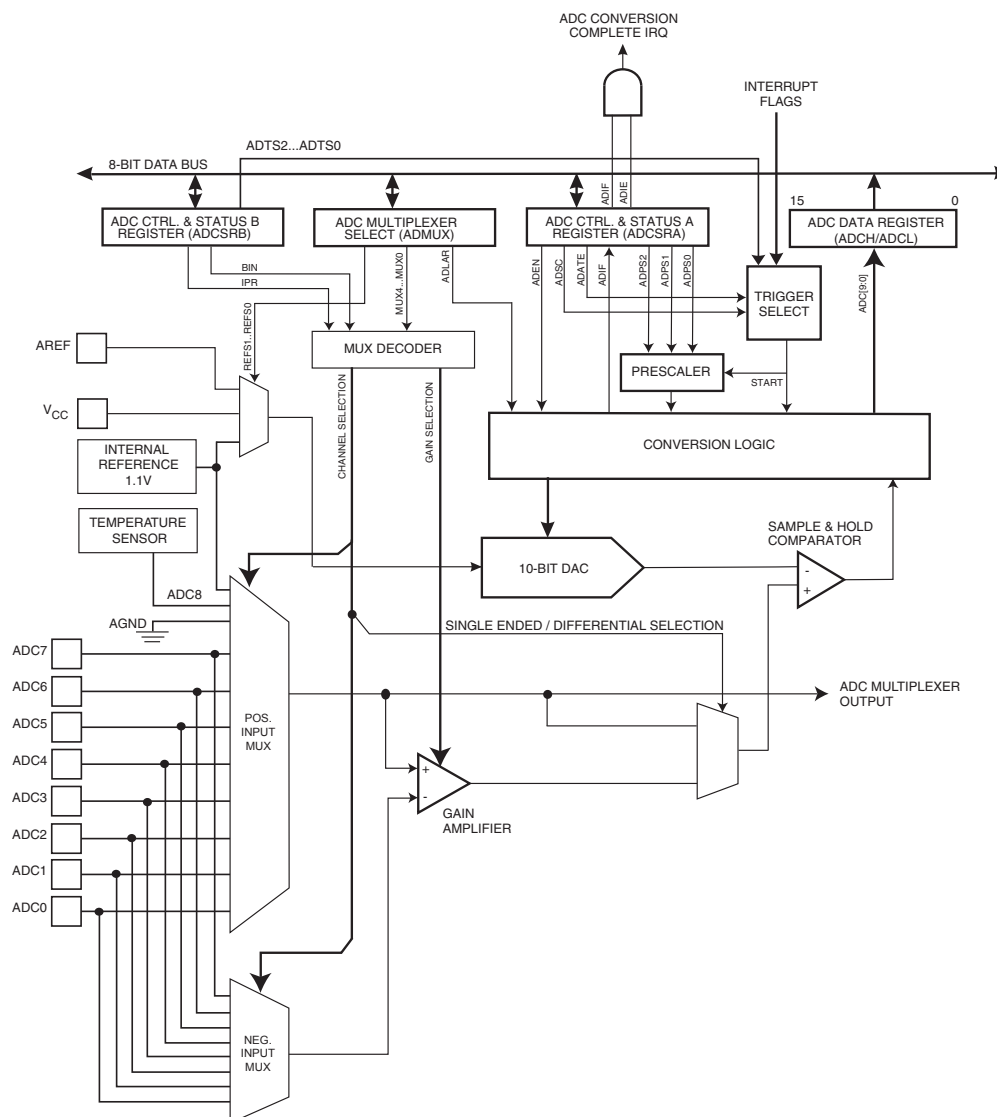 ADC CONVERSION
COMPLETE IRQ
INTERRUPT
FLAGS
ADTS2...ADTS0
8-BIT DATA BUS
ADIF
ADIE
15
0
ADC CTRL. & STATUS B
REGISTER (ADCSRB)
ADC MULTIPLEXER
SELECT (ADMUX)
ADC CTRL. & STATUS A
REGISTER (ADCSRA)
ADC DATA REGISTER
(ADCH/ADCL)
BIN
IPR
REFS1..REFS0
MUX4...MUX0
ADLAR
ADEN
ADSC
ADATE
ADIF
ADPS2
ADPS1
ADPS0
TRIGGER
SELECT
ADC[9:0]
AREF
MUX DECODER
PRESCALER
START
VCC
CHANNEL SELECTION
GAIN SELECTION
CONVERSION LOGIC
INTERNAL
REFERENCE
1.1V
TEMPERATURE
SENSOR
SAMPLE & HOLD
COMPARATOR
10-BIT DAC
-
+
ADC8
AGND
SINGLE ENDED / DIFFERENTIAL SELECTION
ADC7
ADC6
ADC5
ADC4
ADC3
ADC2
ADC1
ADC0
POS.
INPUT
MUX
ADC MULTIPLEXER
OUTPUT
+
-
GAIN
AMPLIFIER
NEG.
INPUT
MUX